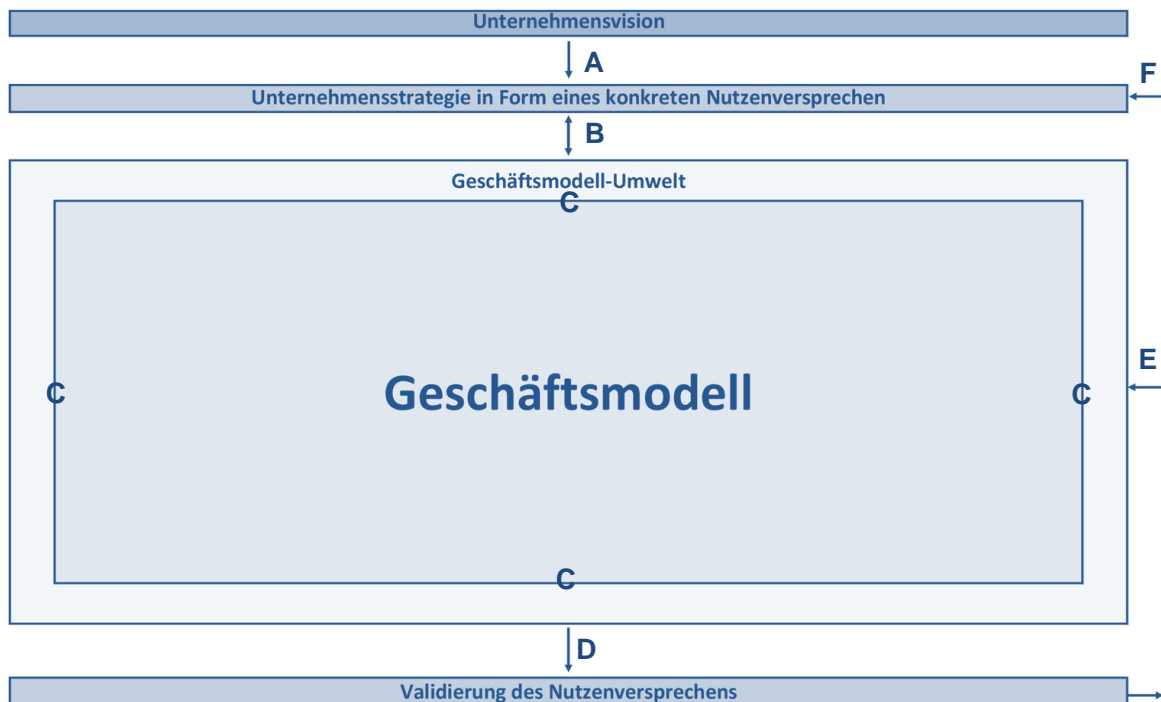 Unternehmensvision
A
F
Unternehmensstrategie in Form eines konkreten Nutzenversprechen
B
Geschäftsmodell-Umwelt
C
E
C
Geschäftsmodell
C
C
D
Validierung des Nutzenversprechens